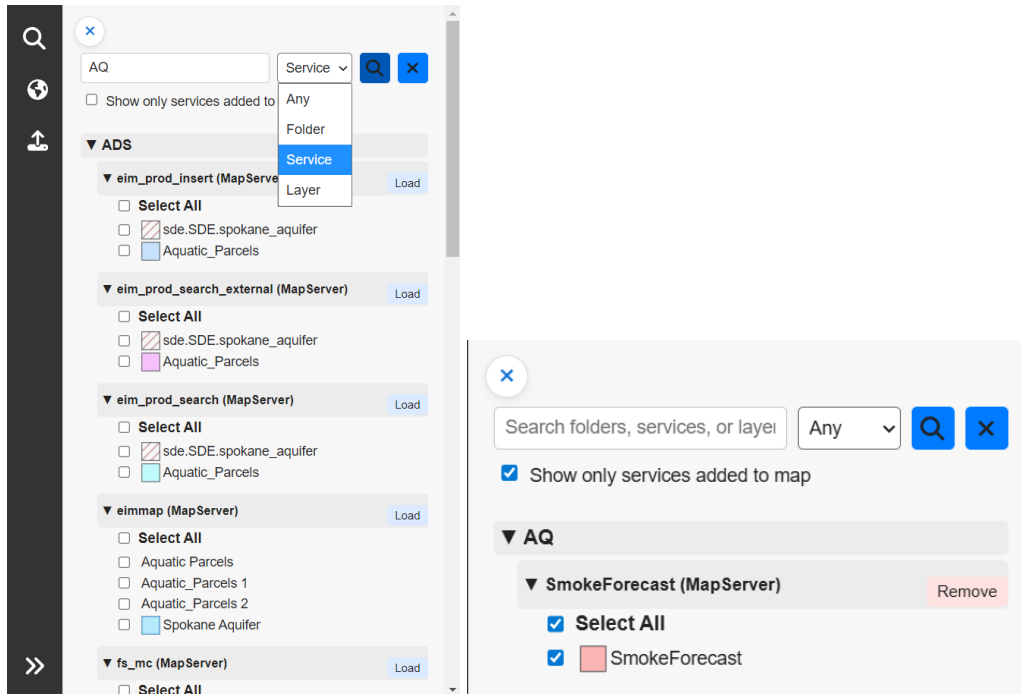 AQ
Service
Show only services added to
Any
Folder
Service
Layer
▼ ADS
▼ eim_prod_insert (MapServe
Load
Select All
sde.SDE.spokane_aquifer
Aquatic_Parcels
▼ eim_prod_search_external (MapServer)
Load
Select All
sde.SDE.spokane_aquifer
Aquatic_Parcels
▼ eim_prod_search (MapServer)
Load
Select All
sde.SDE.spokane_aquifer
Aquatic_Parcels
▼ eimmap (MapServer)
Load
Select All
Aquatic Parcels
Aquatic_Parcels 1
Aquatic_Parcels 2
Spokane Aquifer
▼ fs_mc (MapServer)
Load
Select All
Search folders, services, or layer
Any
Show only services added to map
▼ AQ
▼ SmokeForecast (MapServer)
Remove
Select All
SmokeForecast